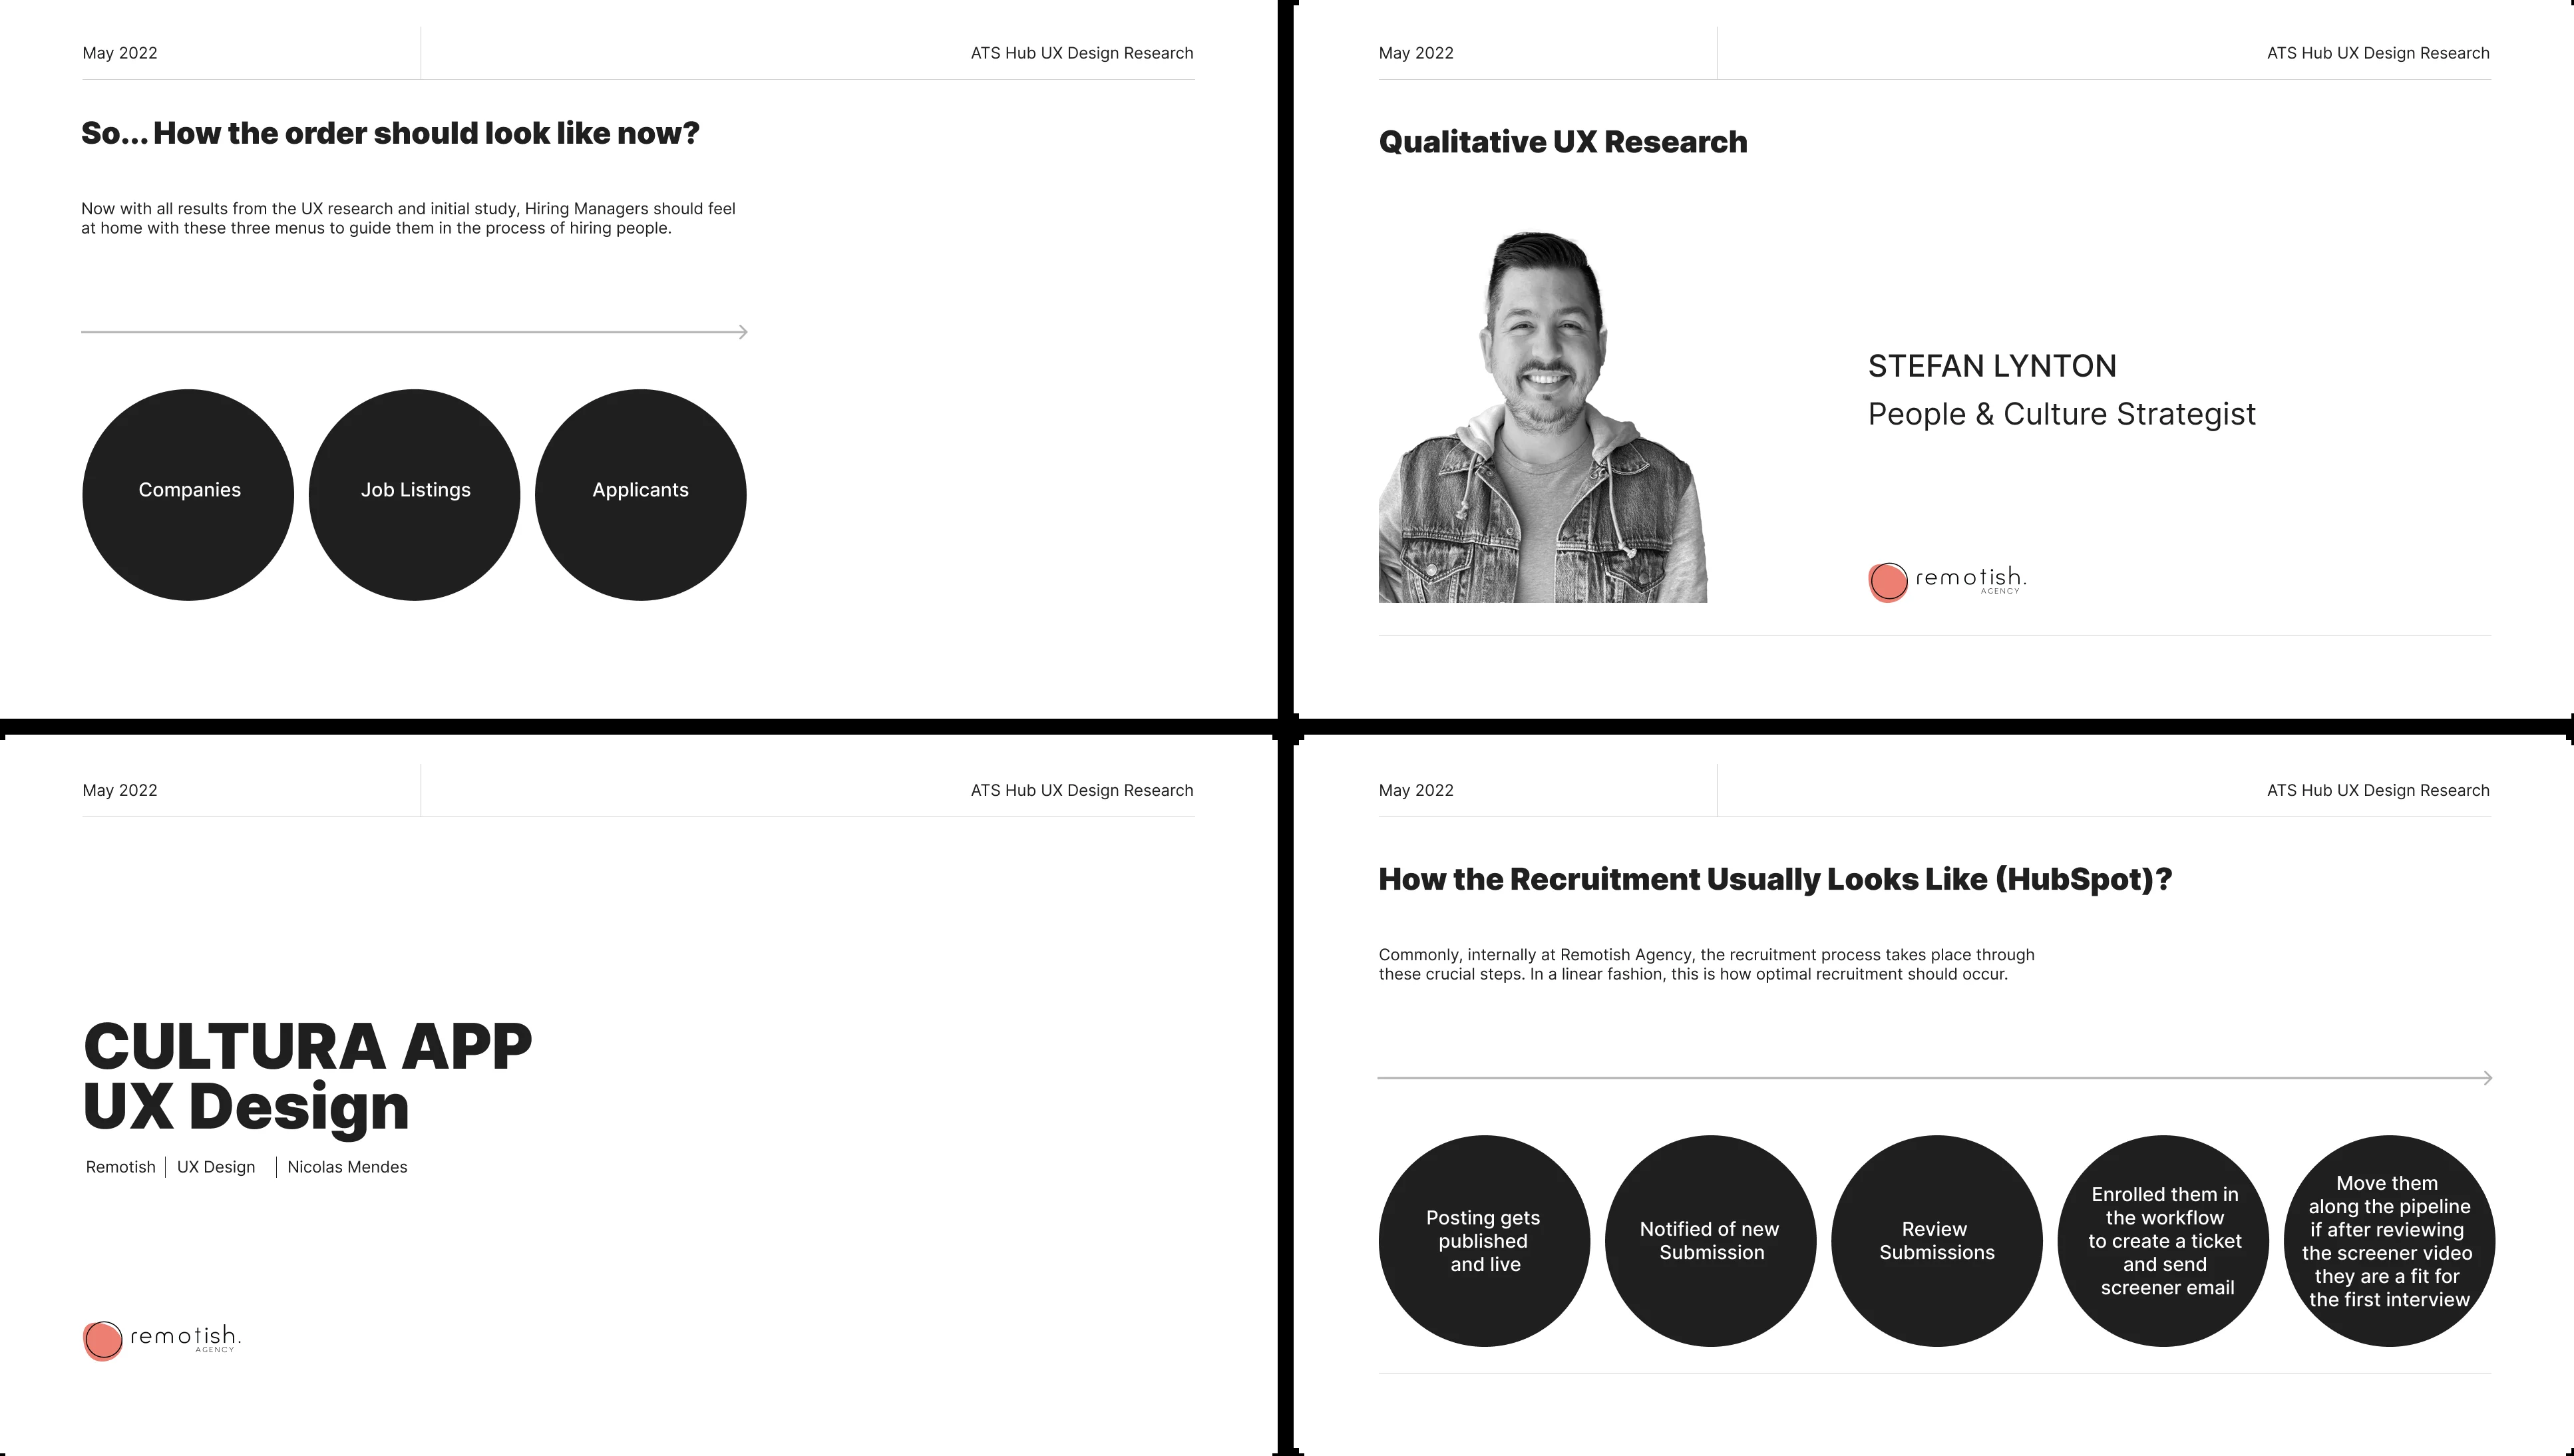 May 2022
ATS Hub UX Design Research
So... How the order should look like now?
Now with all results from the UX research and initial study, Hiring Managers should feel
at home with these three menus to guide them in the process of hiring people.
Companies
Job Listings
Applicants
May 2022
ATS Hub UX Design Research
Qualitative UX Research
STEFAN LYNTON
People & Culture Strategist
remotish.
AGENCY
May 2022
ATS Hub UX Design Research
CULTURA APP
UX Design
Remotish
UX Design
Nicolas Mendes
remotish.
AGENCY
May 2022
ATS Hub UX Design Research
How the Recruitment Usually Looks Like (HubSpot)?
Commonly, internally at Remotish Agency, the recruitment process takes place through
these crucial steps. In a linear fashion, this is how optimal recruitment should occur.
Posting gets
published
and live
Notified of new
Submission
Review
Submissions
Enrolled them in
the workflow
to create a ticket
and send
screener email
Move them
along the pipeline
if after reviewing
the screener video
they are a fit for
the first interview